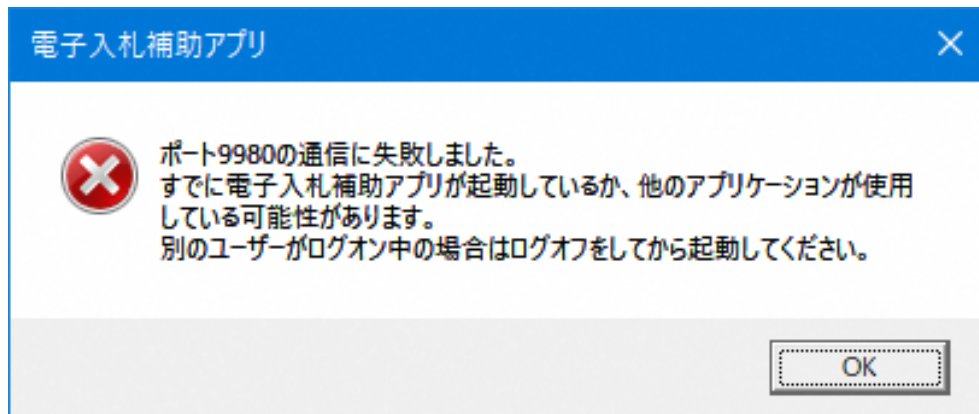 電子入札補助アプリ
ポート9980の通信に失敗しました。
すでに電子入札補助アプリが起動しているか、他のアプリケーションが使用
している可能性があります。
別のユーザーがログオン中の場合はログオフをしてから起動してください。
OK